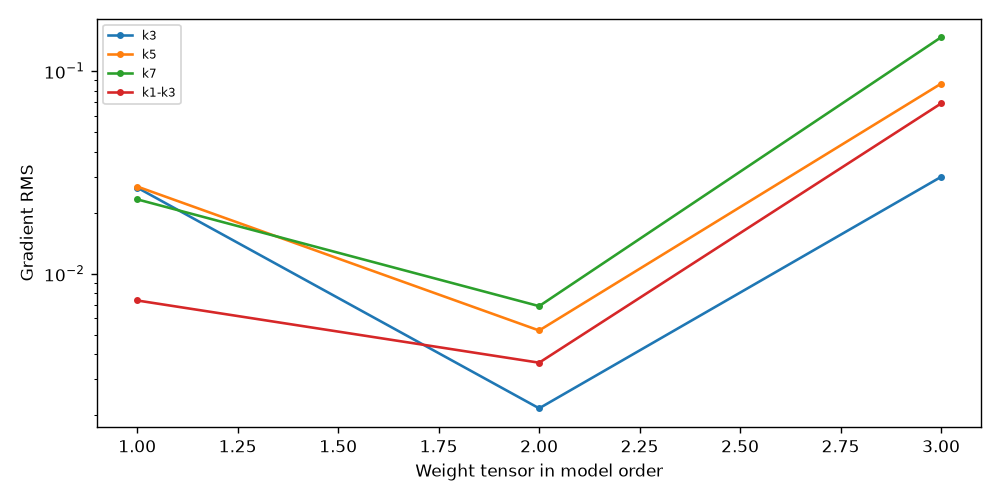 k3
k5
k7
k1-k3
10⁻¹
10⁻²
Gradient RMS
1.00 1.25 1.50 1.75 2.00 2.25 2.50 2.75 3.00
Weight tensor in model order